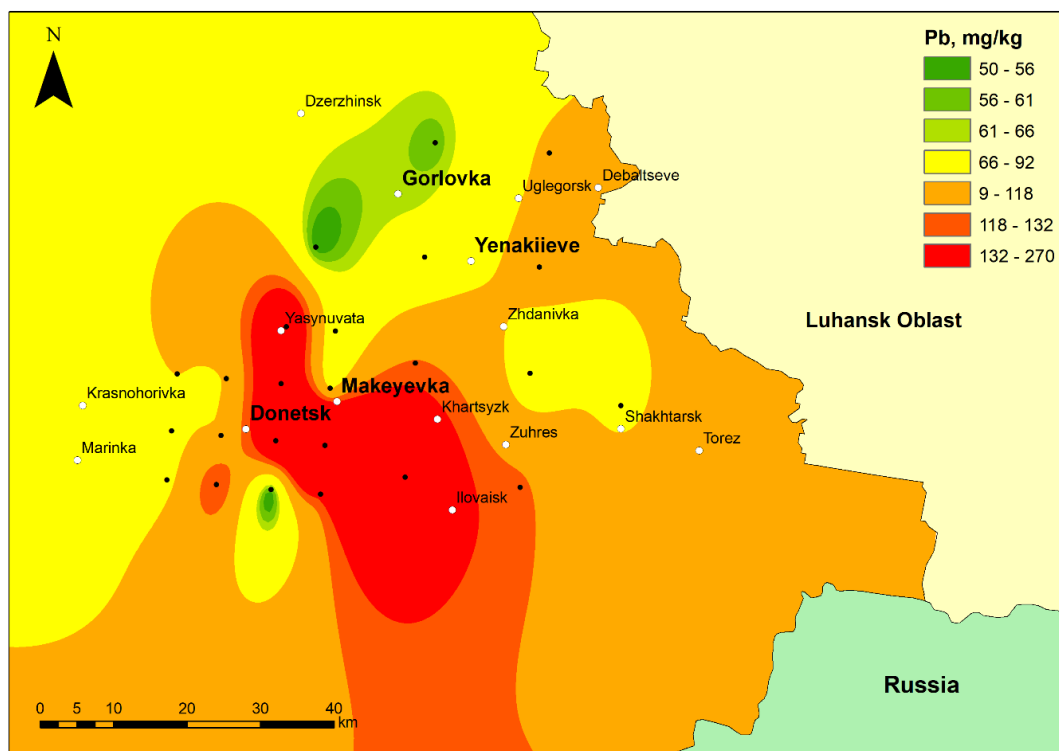 N
Pb, mg/kg
50 - 56
56 - 61
61 - 66
66 - 92
9 - 118
118 - 132
132 - 270
Dzerzhinsk
Gorlovka
Uglegorsk
Debaltseve
Yenakiieve
Yasynuvata
Zhdanivka
Luhansk Oblast
Krasnohorivka
Makeyevka
Donetsk
Khartsyzk
Shakhtarsk
Marinka
Zuhres
Torez
Ilovaisk
Russia
0 5 10 20 30 40
km